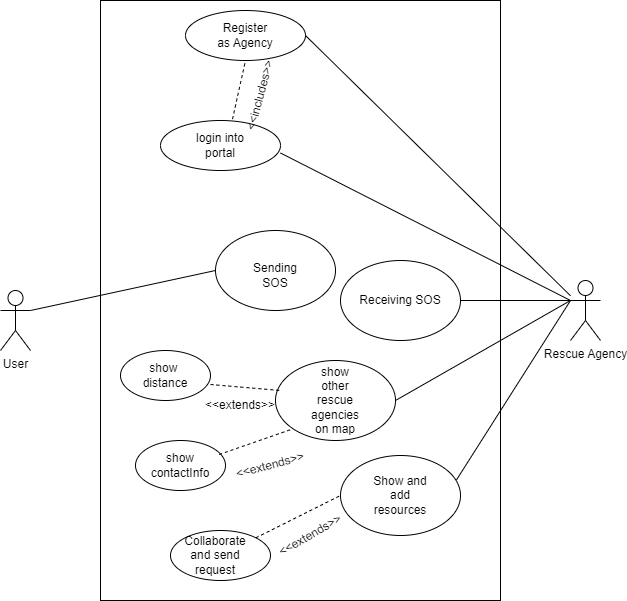 Register
as Agency
<<includes>>
login into
portal
Sending
SOS
Receiving SOS
User
Rescue Agency
show
distance
<<extends>>
show
other
rescue
agencies
on map
show
contactInfo
<<extends>>
Show and
add
resources
<<extends>>
Collaborate
and send
request